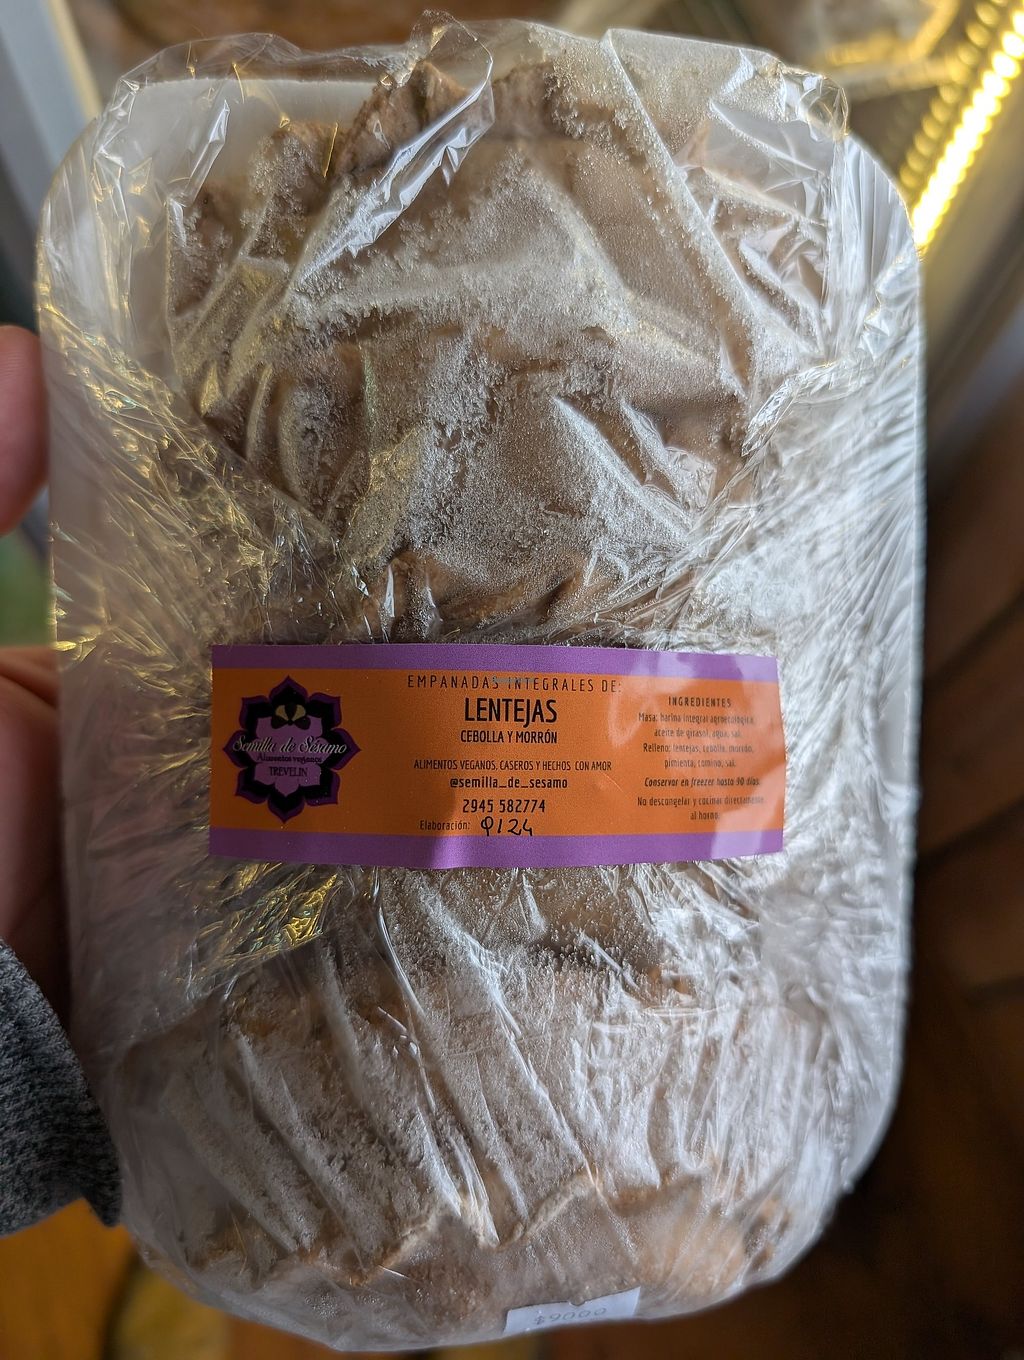 EMPANADAS INTEGRALES DE:
LENTEJAS
CEBOLLA Y MORRÓN
ALIMENTOS VEGANOS, CASEROS Y HECHOS CON AMOR
@semilla_de_sesamo
2945 582774
Elaboración: 9/24
Semilla de Sésamo
Alimentos veganos
TREVELIN
INGREDIENTES
Masa: harina integral agroecológica,
aceite de girasol, agua, sal.
Relleno: lentejas, cebolla, morrón,
pimienta, comino, sal.
Conservar en freezer hasta 90 días.
No descongelar y cocinar directamente
al horno.